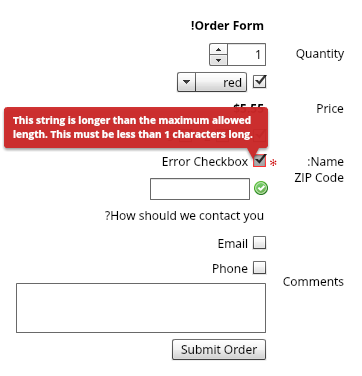 !Order Form
Quantity
1
red
Price
This string is longer than the maximum allowed
length. This must be less than 1 characters long.
:Name
Error Checkbox
*
ZIP Code
?How should we contact you
Email
Phone
Comments
Submit Order